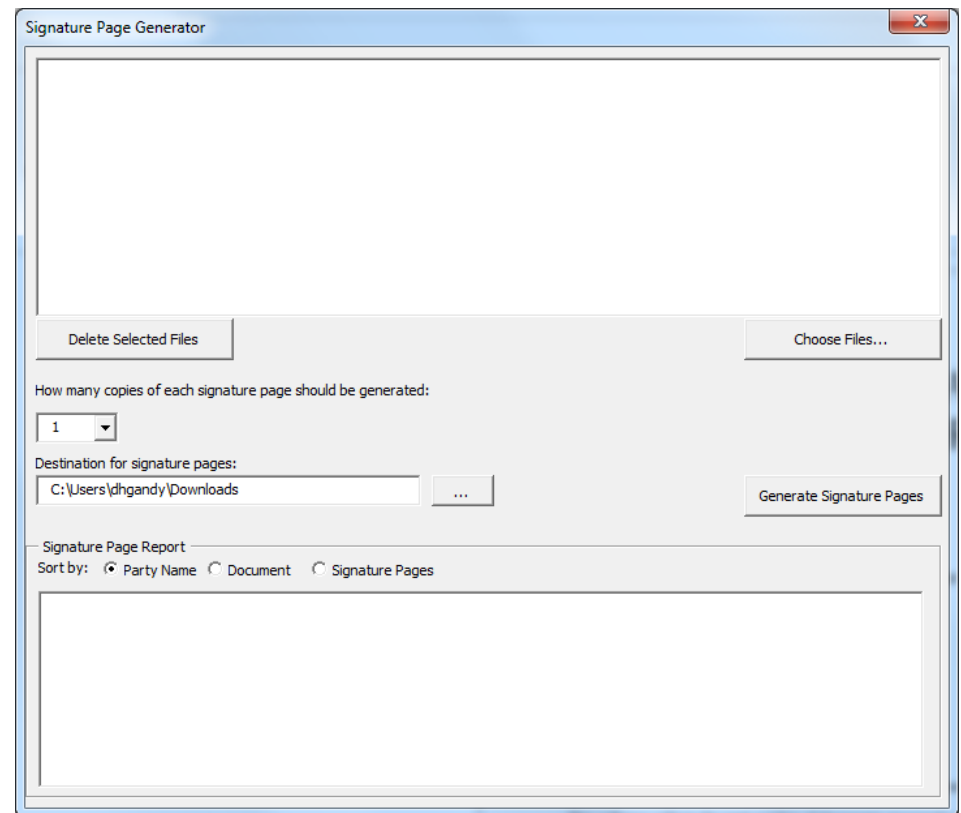 Signature Page Generator
X
Delete Selected Files
Choose Files...
How many copies of each signature page should be generated:
1
Destination for signature pages:
C:\Users\dhgandy\Downloads
...
Generate Signature Pages
Signature Page Report
Sort by: Party Name Document Signature Pages